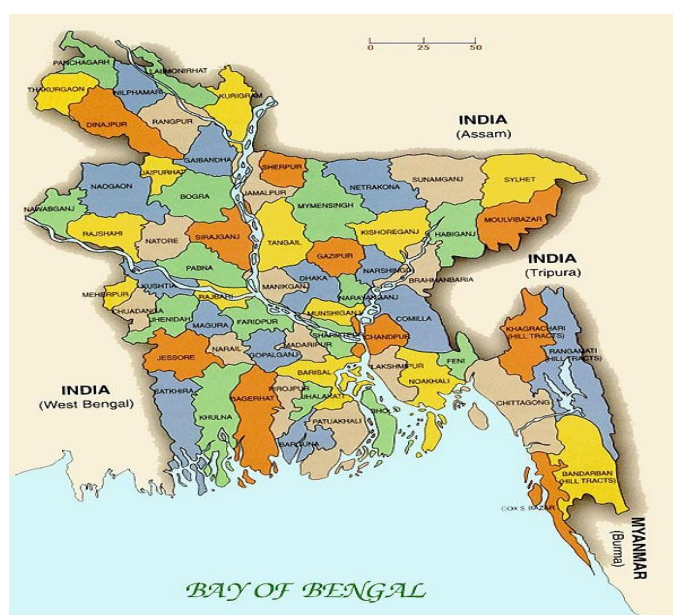 PANCHAGARH
LALMONIRHAT
THAKURGAON
NILPHAMARI
KURIGRAM
DINAJPUR
RANGPUR
0 25 50
INDIA
(Assam)
GAIBANDHA
SHERPUR
JAIPURHAT
NAOGAON
BOGRA
JAMALPUR
NETRAKONA
SUNAMGANJ
SYLHET
MYMENSINGH
NAWABGANJ
RAJSHAHI
NATORE
SIRAJGANJ
TANGAIL
KISHOREGANJ
HABIGANJ
MOULVIBAZAR
GAZIPUR
PABNA
NARSHINGDI
INDIA
(Tripura)
DHAKA
BRAHMANBARIA
MEHERPUR
KUSHTIA
RAJBARI
MANIKGANJ
NARAYANGANJ
CHUADANGA
JHENIDAH
MAGURA
FARIDPUR
MUNSHIGANJ
COMILLA
CHANDPUR
KHAGRACHARI
(HILL TRACTS)
RANGAMATI
(HILL TRACTS)
JESSORE
NARAIL
GOPALGANJ
MADARIPUR
FENI
LAKSHMIPUR
NOAKHALI
INDIA
(West Bengal)
SATKHIRA
KHULNA
BAGERHAT
PIROJPUR
BARISAL
JHALAKATI
PATUAKHALI
BARGUNA
CHITTAGONG
BANDARBAN
(HILL TRACTS)
COX S BAZAR
MYANMAR
(Burma)
BAY OF BENGAL